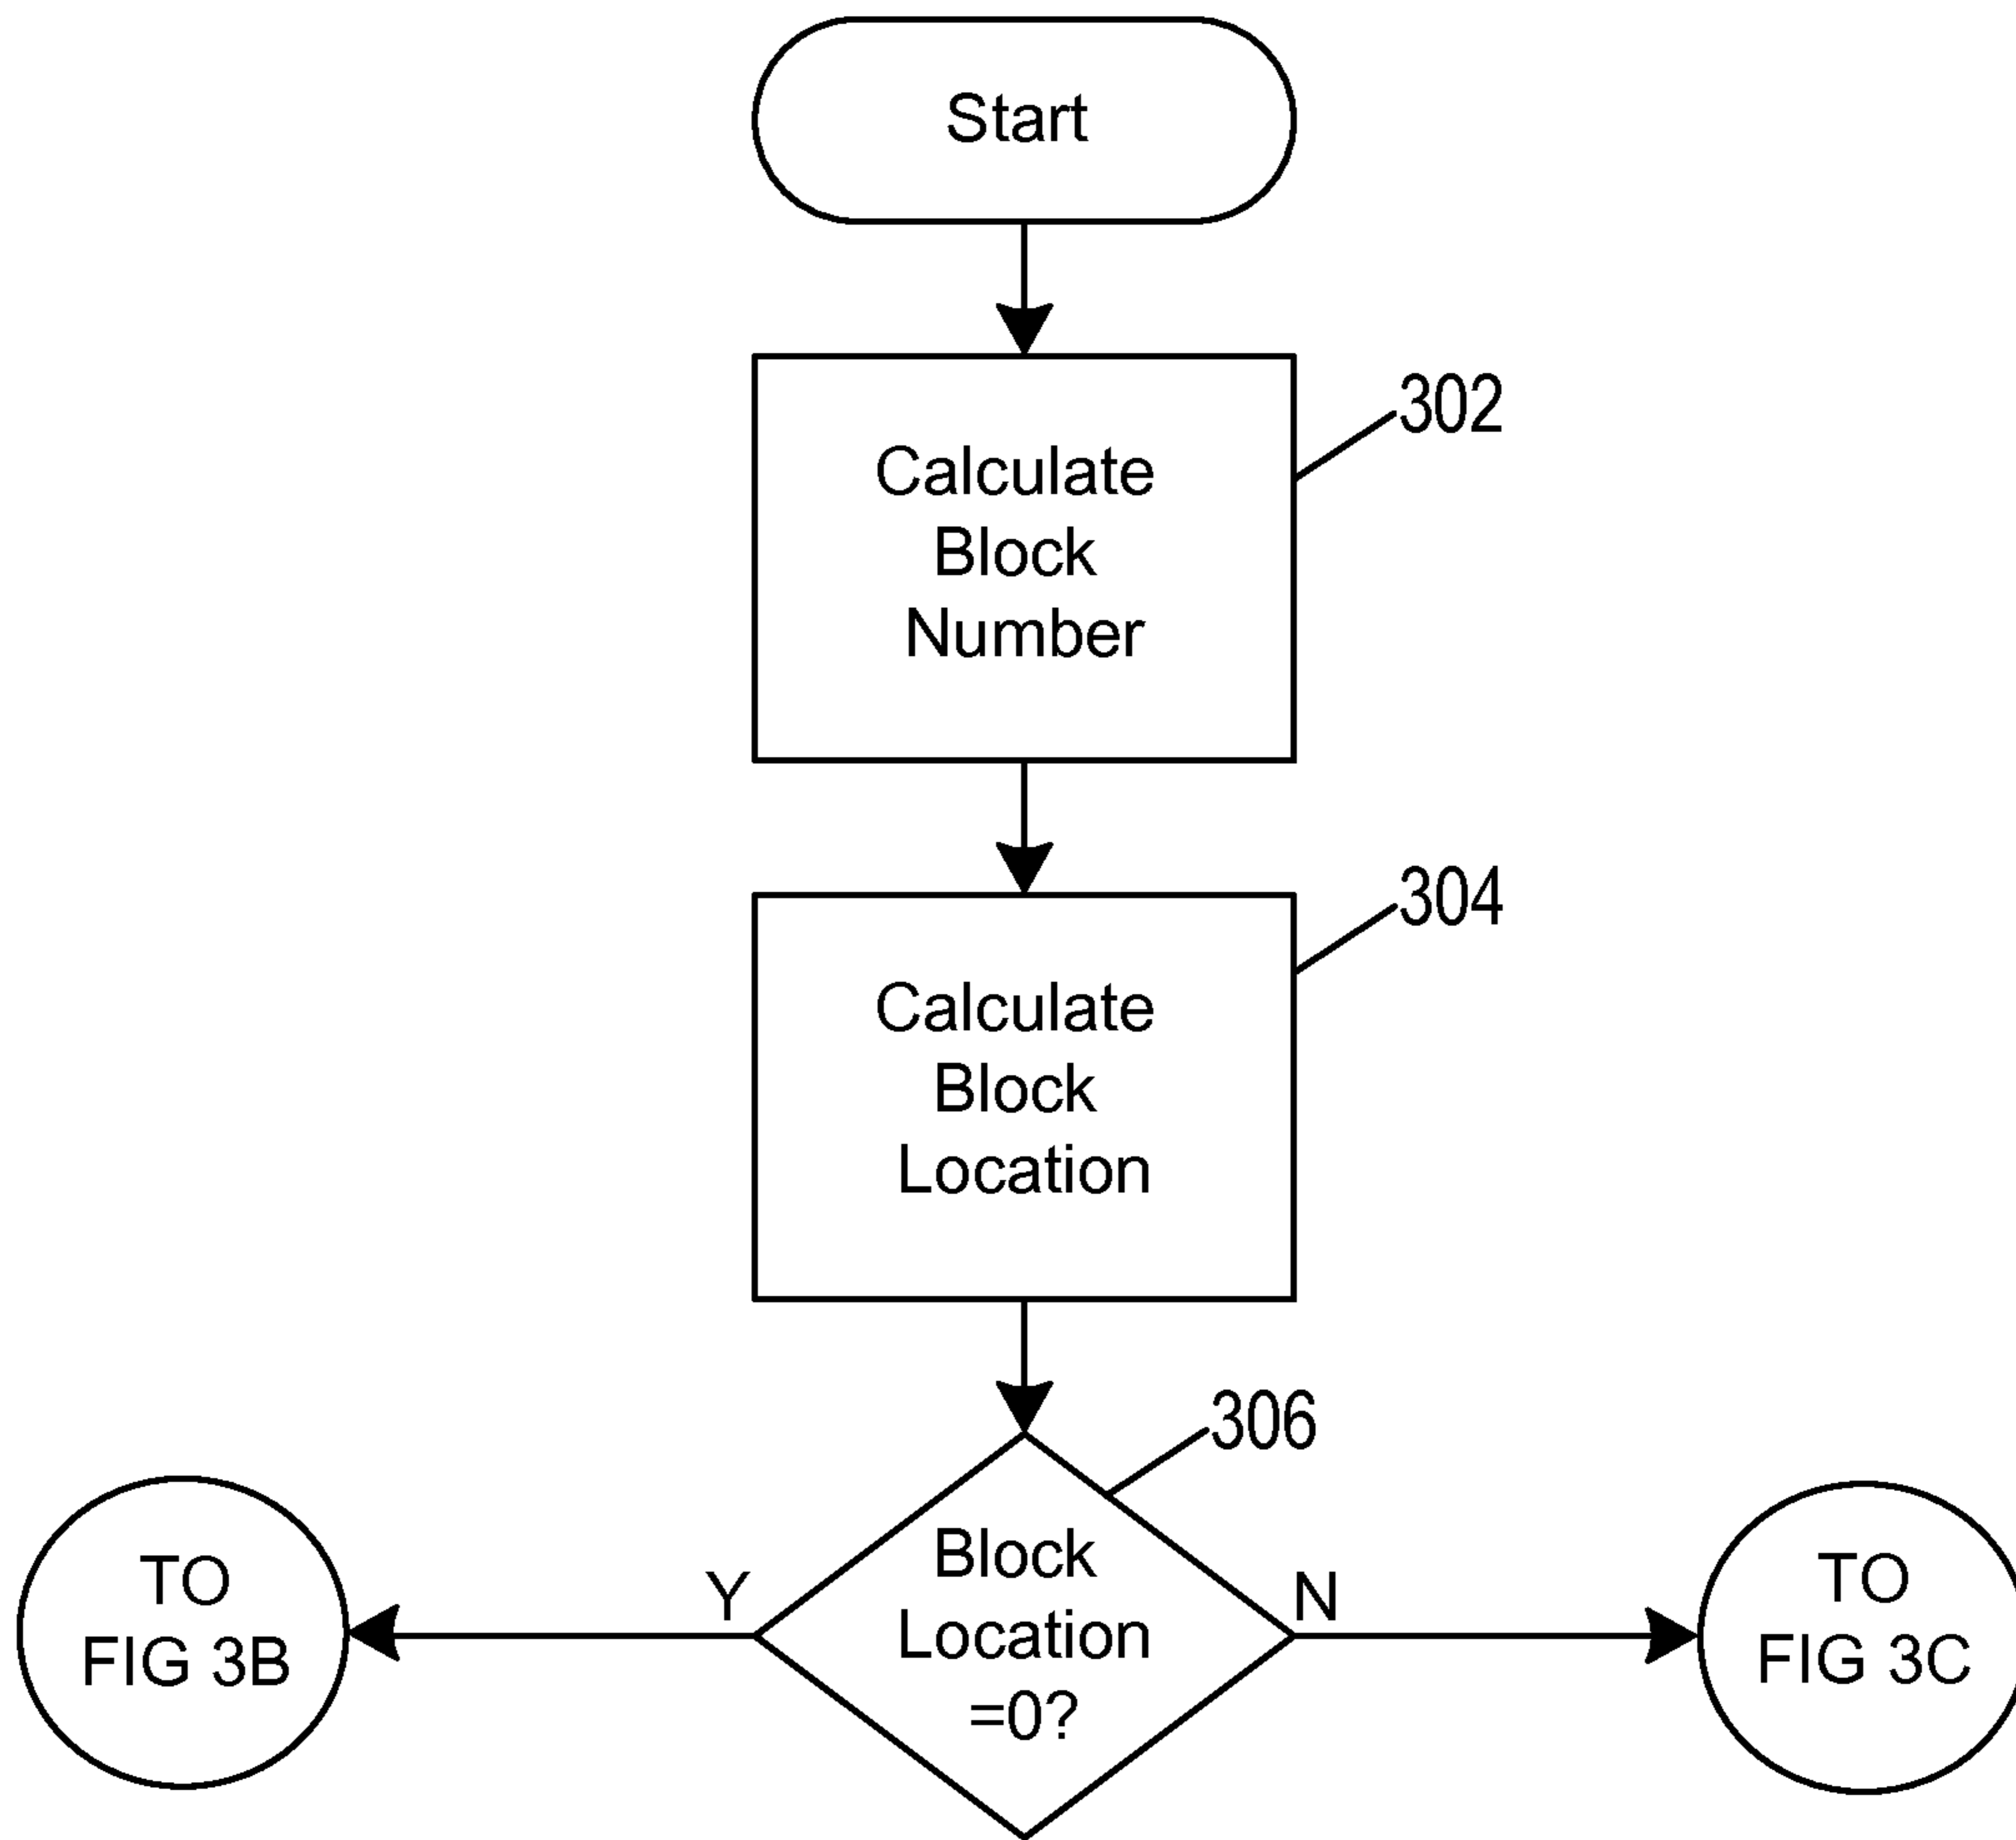 Start
302
Calculate
Block
Number
304
Calculate
Block
Location
306
Block
Location
=0?
Y
N
TO
FIG 3B
TO
FIG 3C